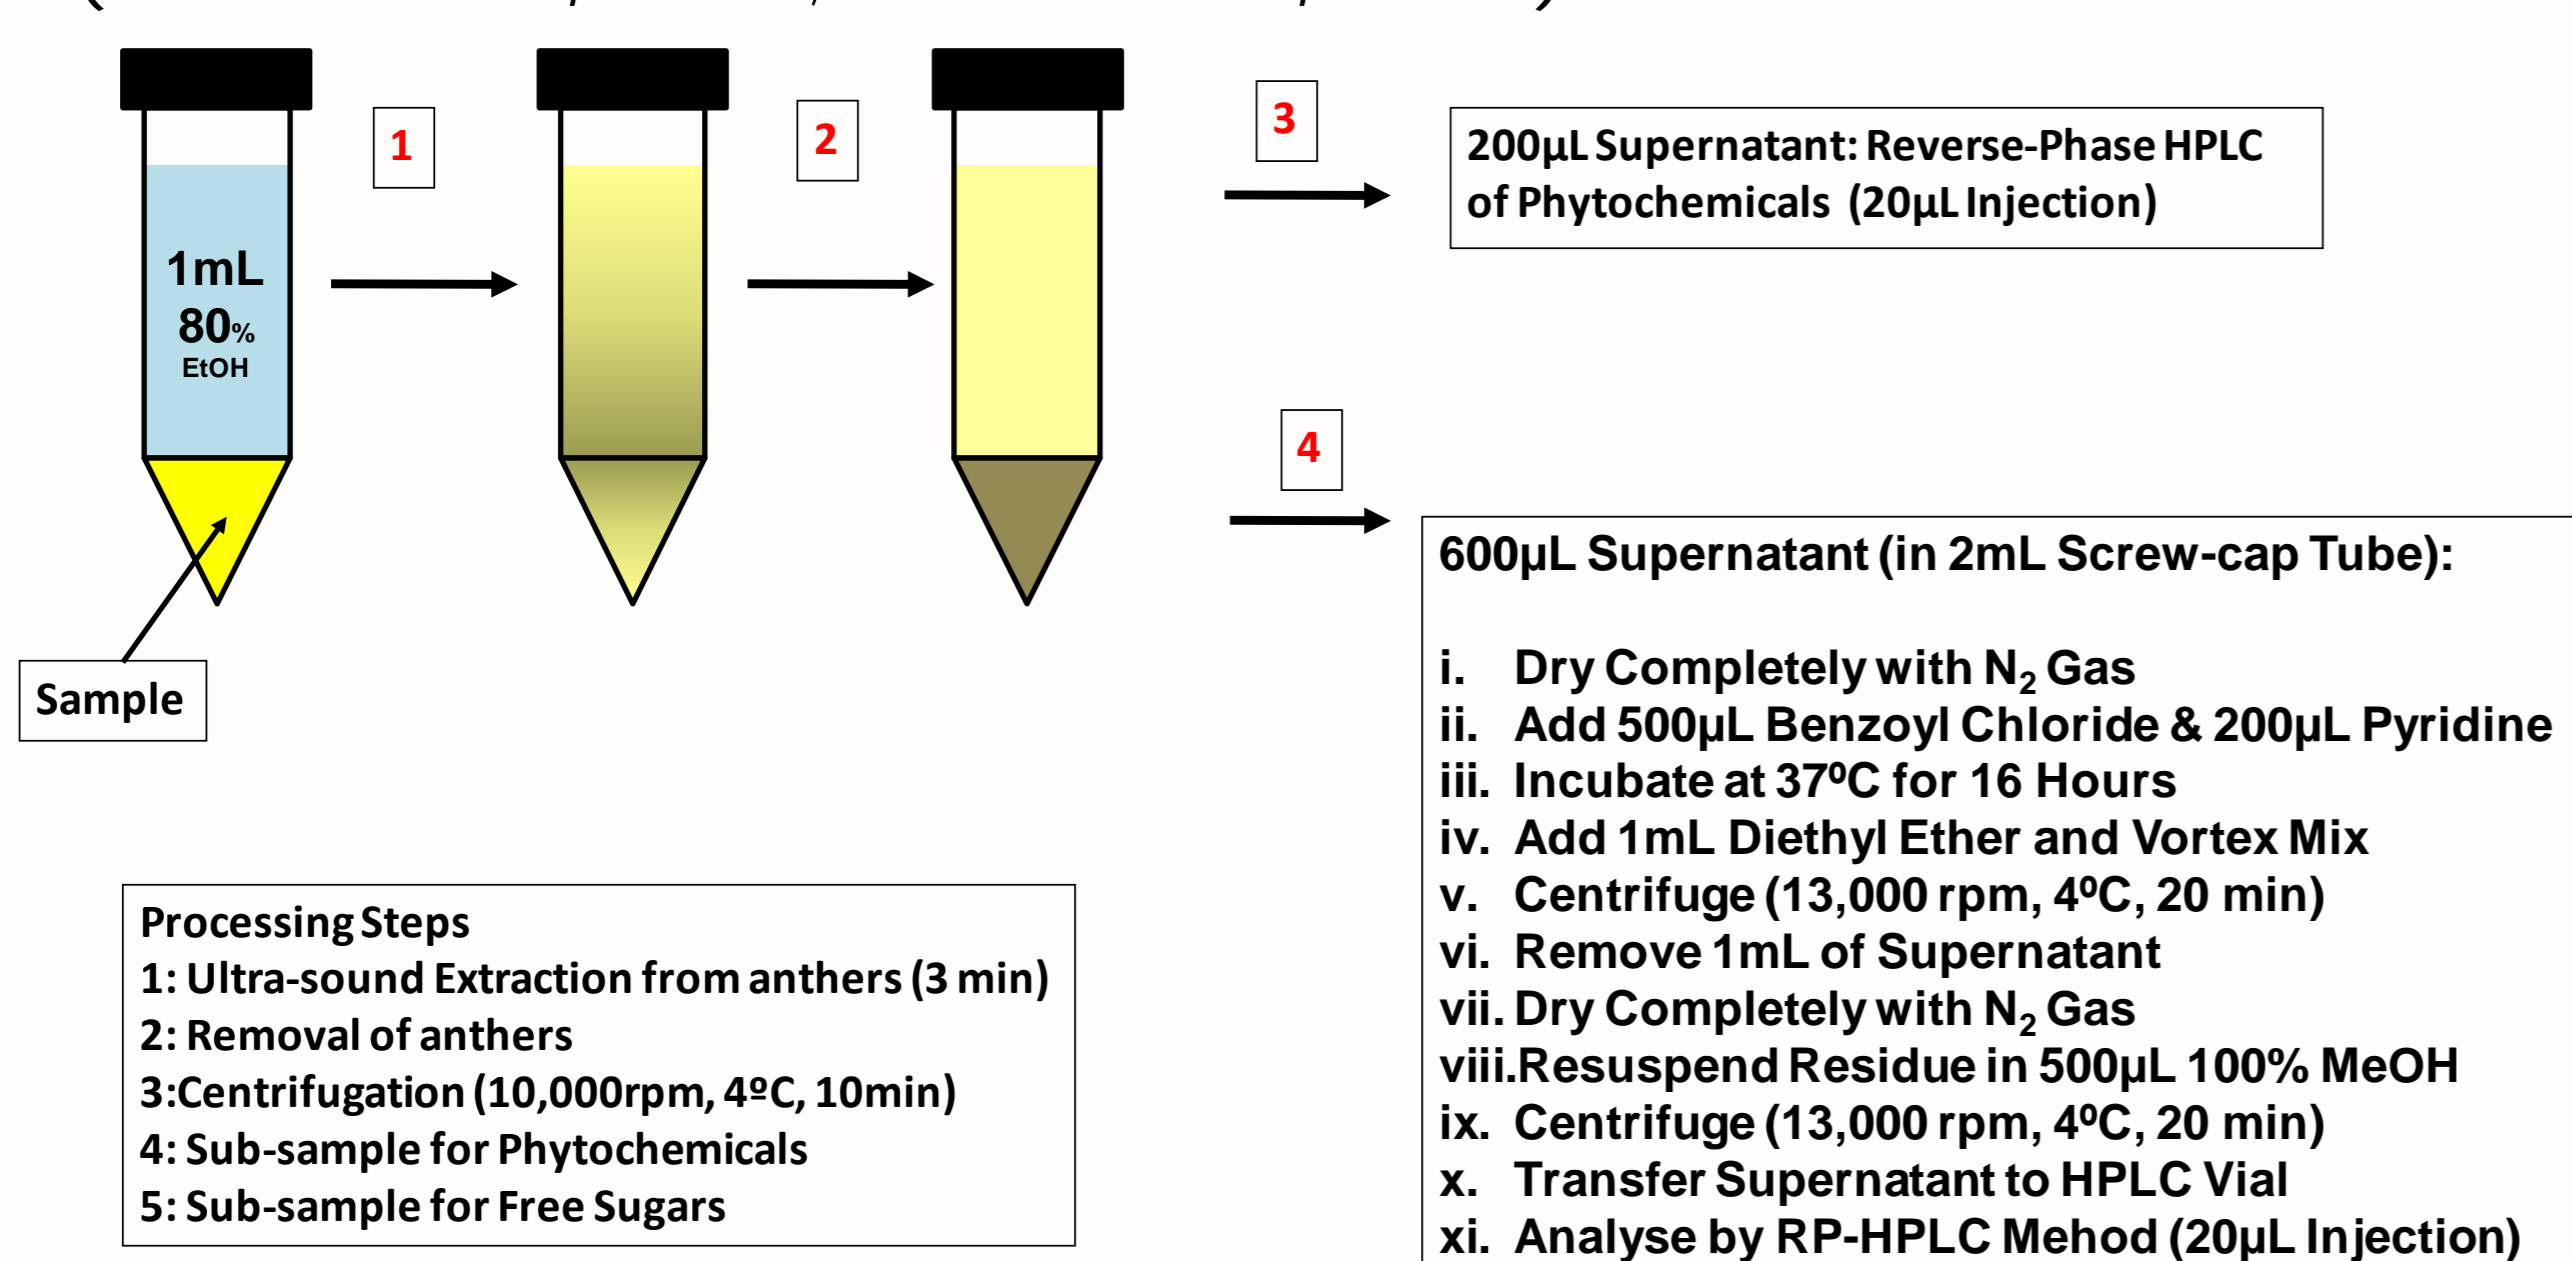 1
2
3
200µL Supernatant: Reverse-Phase HPLC
of Phytochemicals (20µL Injection)
1mL
80%
EtOH
4
600µL Supernatant (in 2mL Screw-cap Tube):
i. Dry Completely with N₂ Gas
ii. Add 500µL Benzoyl Chloride & 200µL Pyridine
iii. Incubate at 37ºC for 16 Hours
iv. Add 1mL Diethyl Ether and Vortex Mix
v. Centrifuge (13,000 rpm, 4ºC, 20 min)
vi. Remove 1mL of Supernatant
vii. Dry Completely with N₂ Gas
viii.Resuspend Residue in 500µL 100% MeOH
ix. Centrifuge (13,000 rpm, 4ºC, 20 min)
x. Transfer Supernatant to HPLC Vial
xi. Analyse by RP-HPLC Mehod (20µL Injection)
Sample
Processing Steps
1: Ultra-sound Extraction from anthers (3 min)
2: Removal of anthers
3:Centrifugation (10,000rpm, 4ºC, 10min)
4: Sub-sample for Phytochemicals
5: Sub-sample for Free Sugars